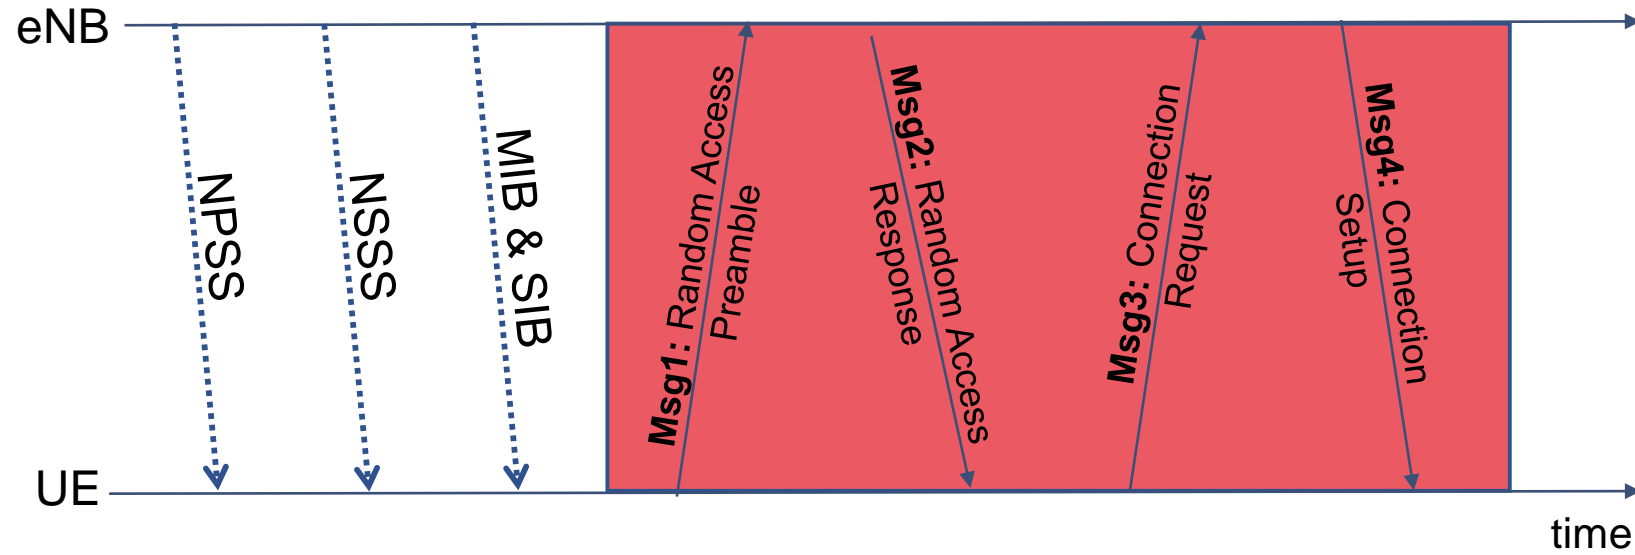 eNB
NPSS
NSSS
MIB & SIB
Msg1: Random Access
Preamble
Msg2: Random Access
Response
Msg3: Connection
Request
Msg4: Connection
Setup
UE
time